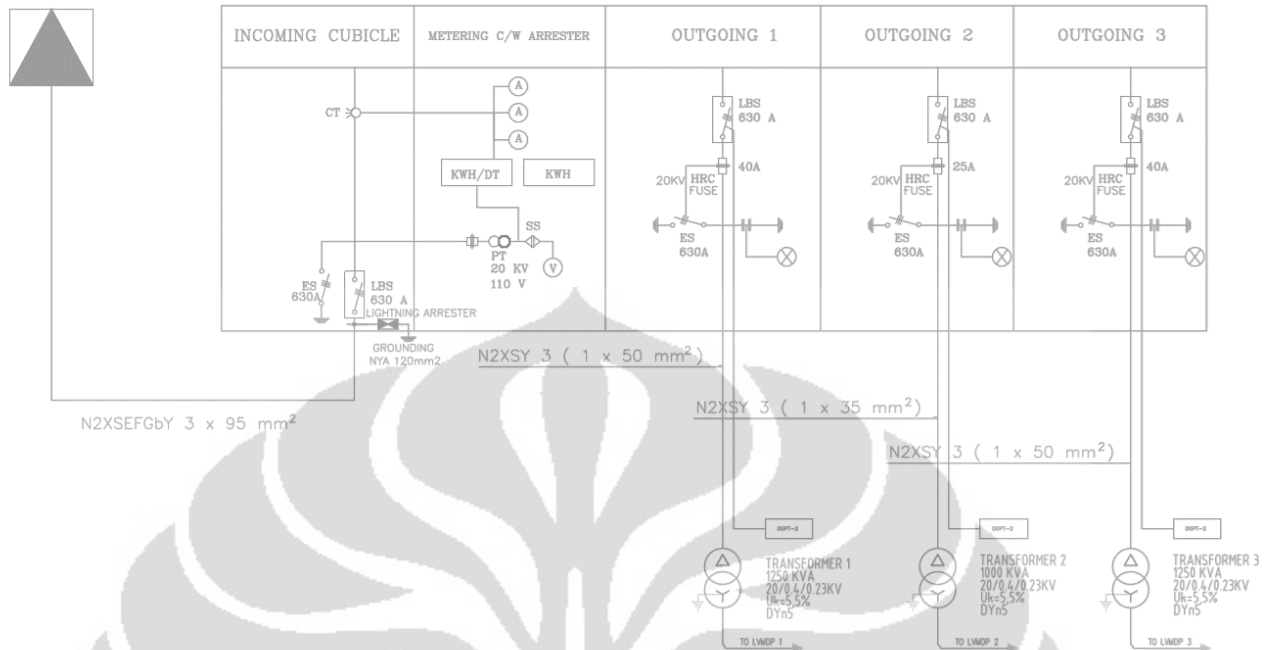 INCOMING CUBICLE
METERING C/W ARRESTER
OUTGOING 1
OUTGOING 2
OUTGOING 3
CT
A
A
A
KWH/DT
KWH
SS
PT
20 KV
110 V
V
ES
630A
LBS
630 A
LIGHTNING ARRESTER
GROUNDING
NYA 120mm2
N2XSEFGbY 3 x 95 mm²
LBS
630 A
40A
20KV
HRC
FUSE
ES
630A
LBS
630 A
25A
20KV
HRC
FUSE
ES
630A
LBS
630 A
40A
20KV
HRC
FUSE
ES
630A
N2XSY 3 ( 1 x 50 mm²)
N2XSY 3 ( 1 x 35 mm²)
N2XSY 3 ( 1 x 50 mm²)
TRANSFORMER 1
1250 KVA
20/0.4/0.23KV
Uk=5,5%
DYn5
TRANSFORMER 2
1000 KVA
20/0.4/0.23KV
Uk=5,5%
DYn5
TRANSFORMER 3
1250 KVA
20/0.4/0.23KV
Uk=5,5%
DYn5
TO LVMDP 1
TO LVMDP 2
TO LVMDP 3